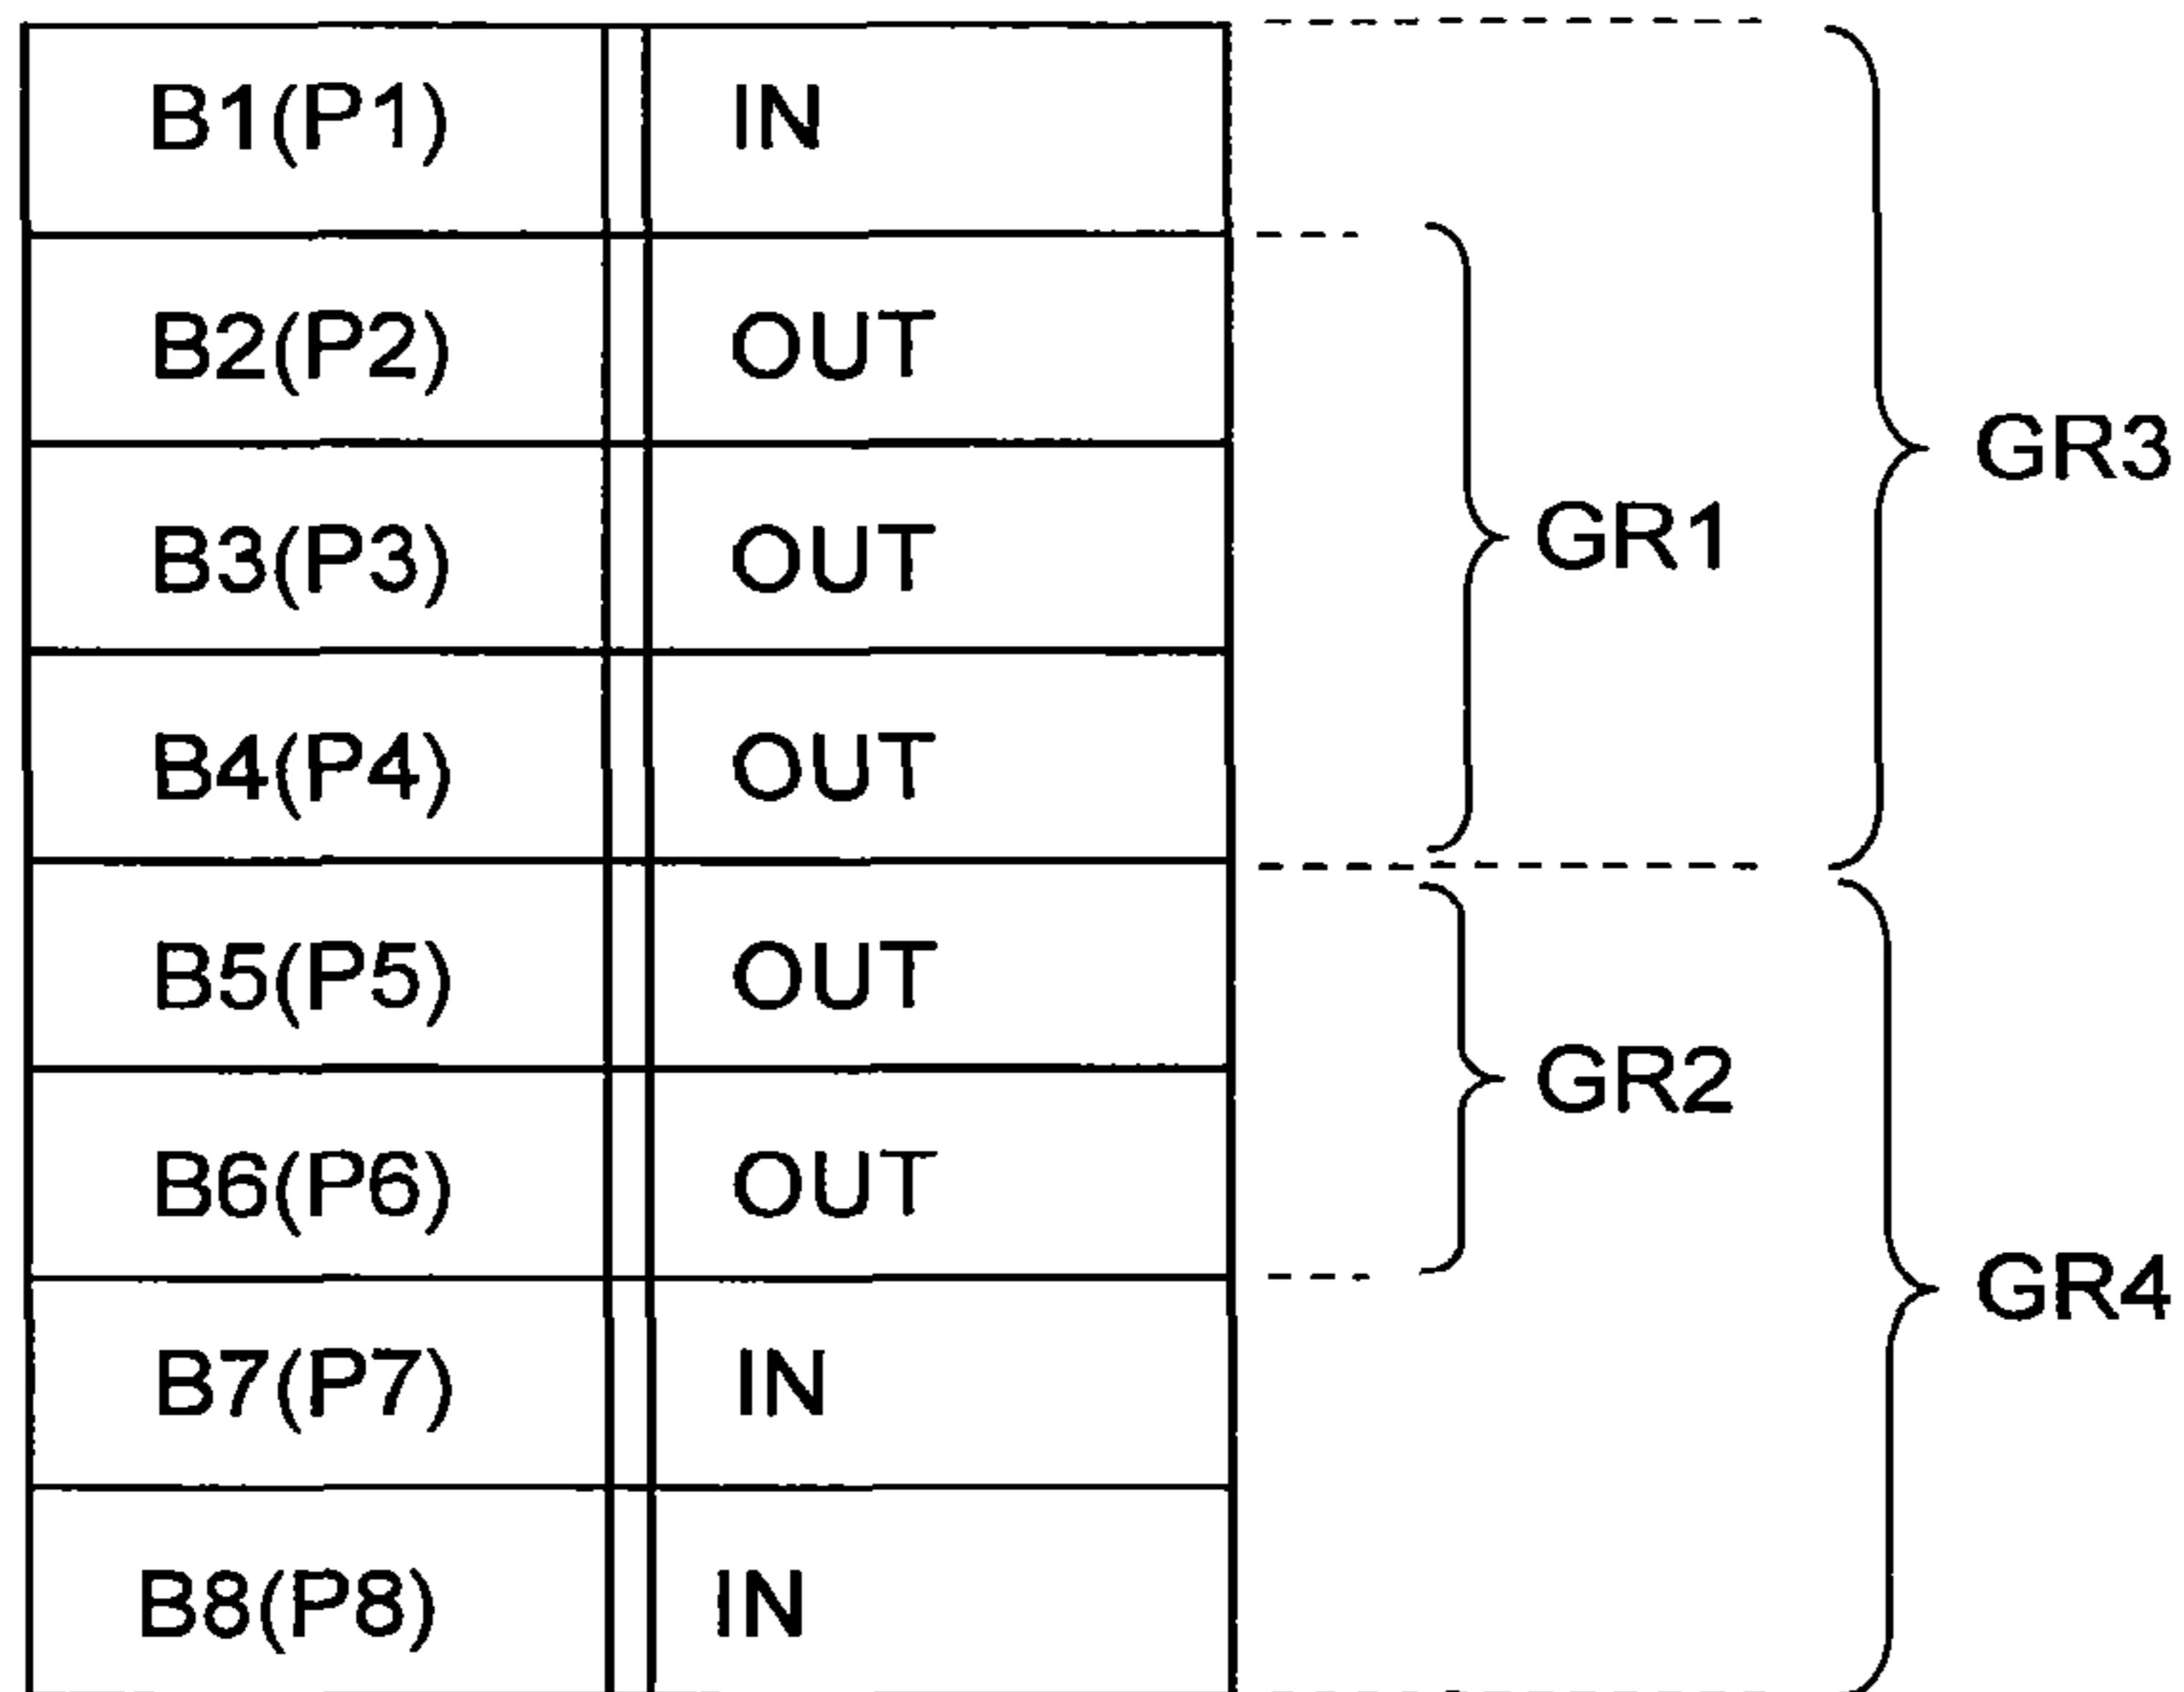 B1(P1) IN
B2(P2) OUT
GR3
B3(P3) OUT
GR1
B4(P4) OUT
B5(P5) OUT
GR2
B6(P6) OUT
GR4
B7(P7) IN
B8(P8) IN